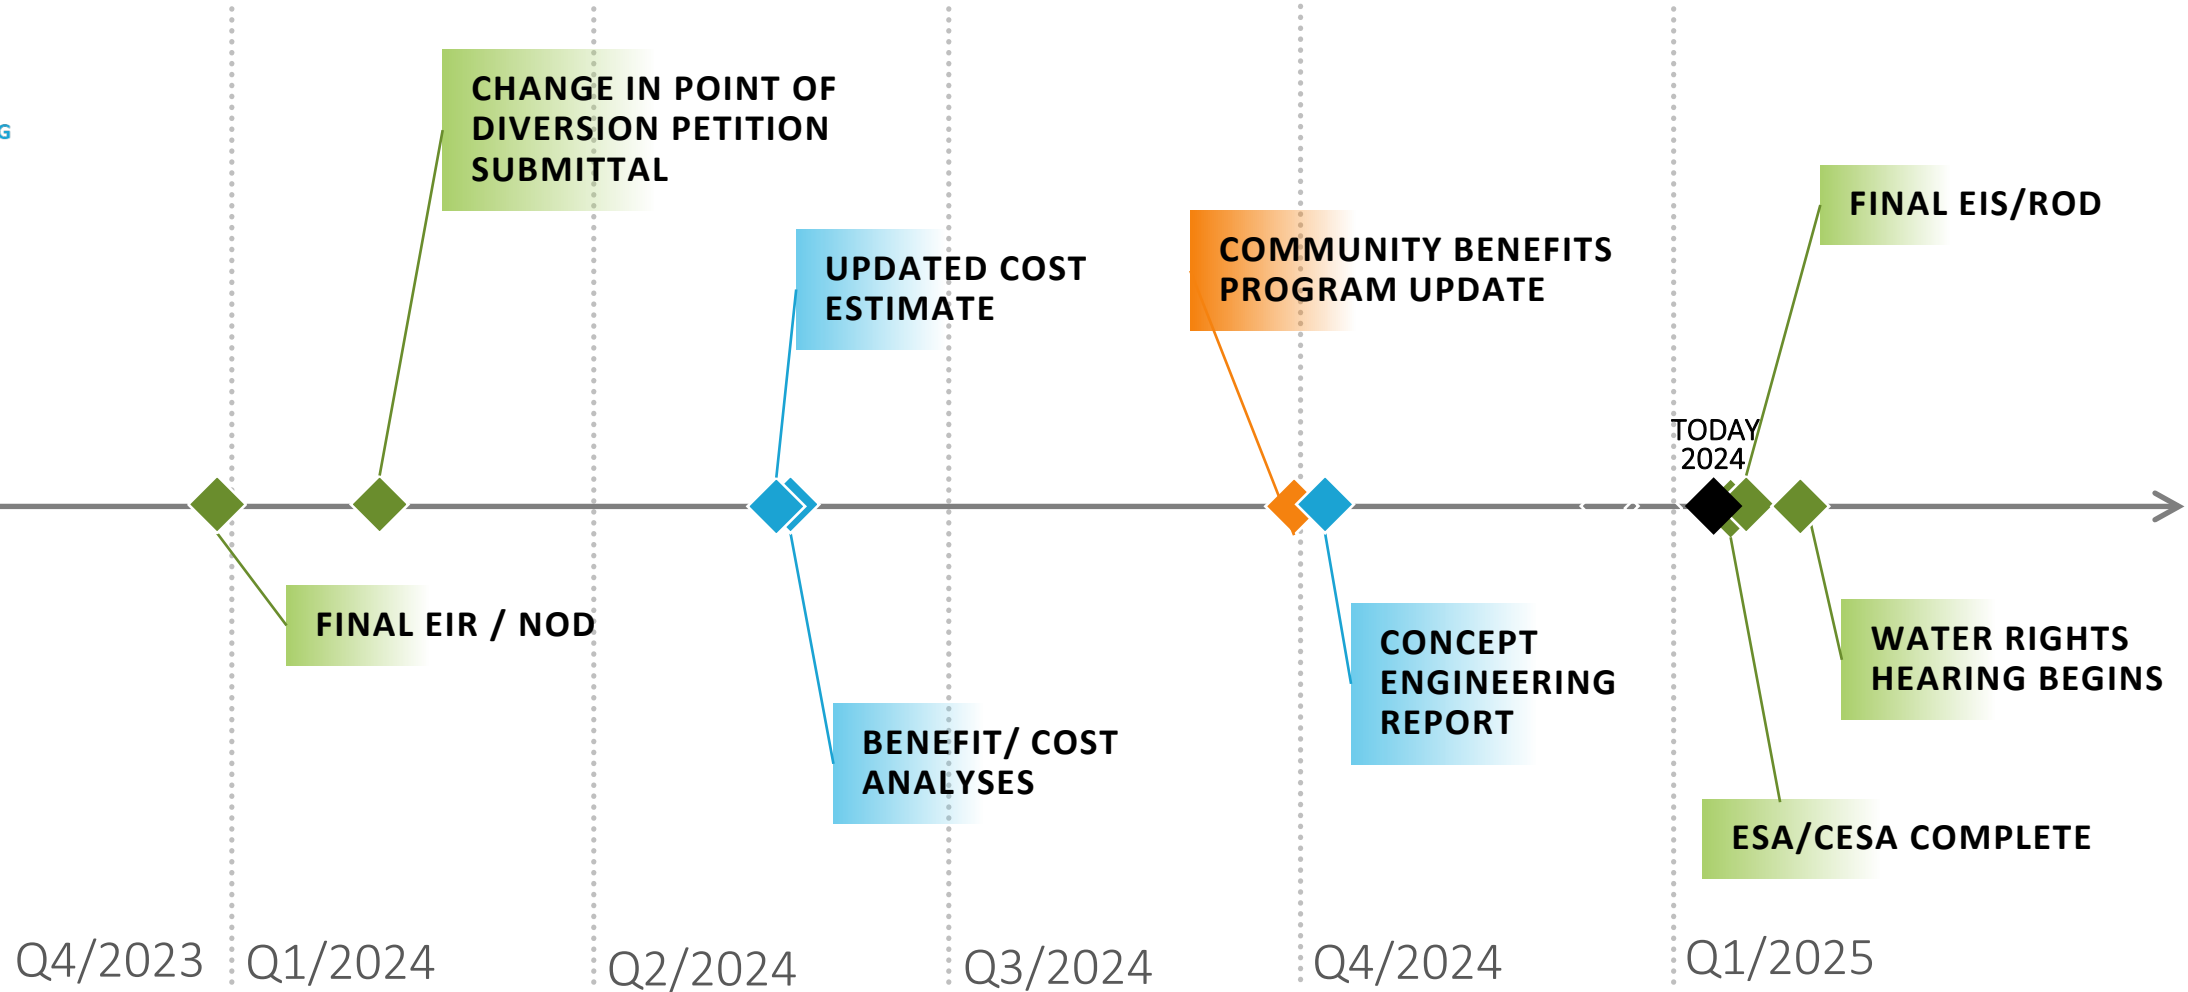 G
CHANGE IN POINT OF
DIVERSION PETITION
SUBMITTAL
UPDATED COST
ESTIMATE
COMMUNITY BENEFITS
PROGRAM UPDATE
FINAL EIS/ROD
TODAY
2024
FINAL EIR / NOD
BENEFIT/ COST
ANALYSES
CONCEPT
ENGINEERING
REPORT
WATER RIGHTS
HEARING BEGINS
ESA/CESA COMPLETE
Q4/2023
Q1/2024
Q2/2024
Q3/2024
Q4/2024
Q1/2025